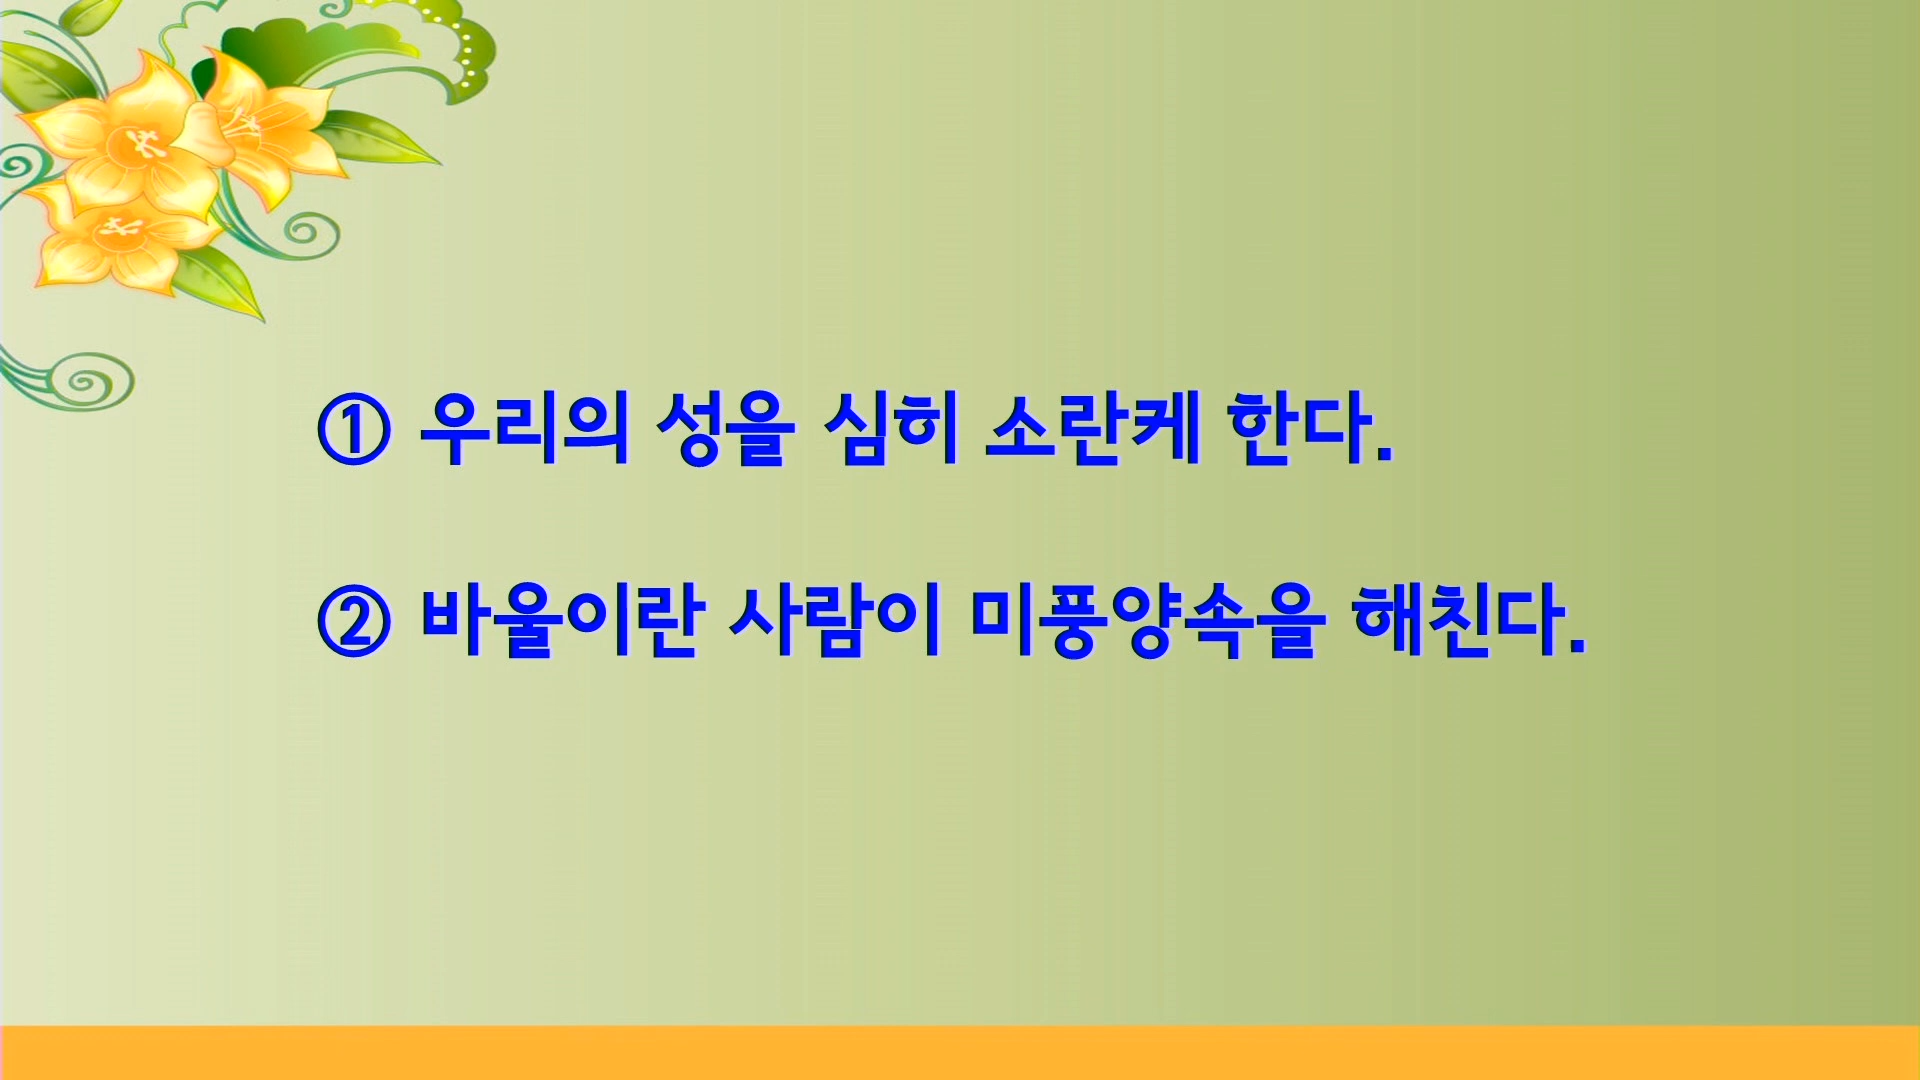 ① 우리의 성을 심히 소란케 한다.
② 바울이란 사람이 미풍양속을 해친다.